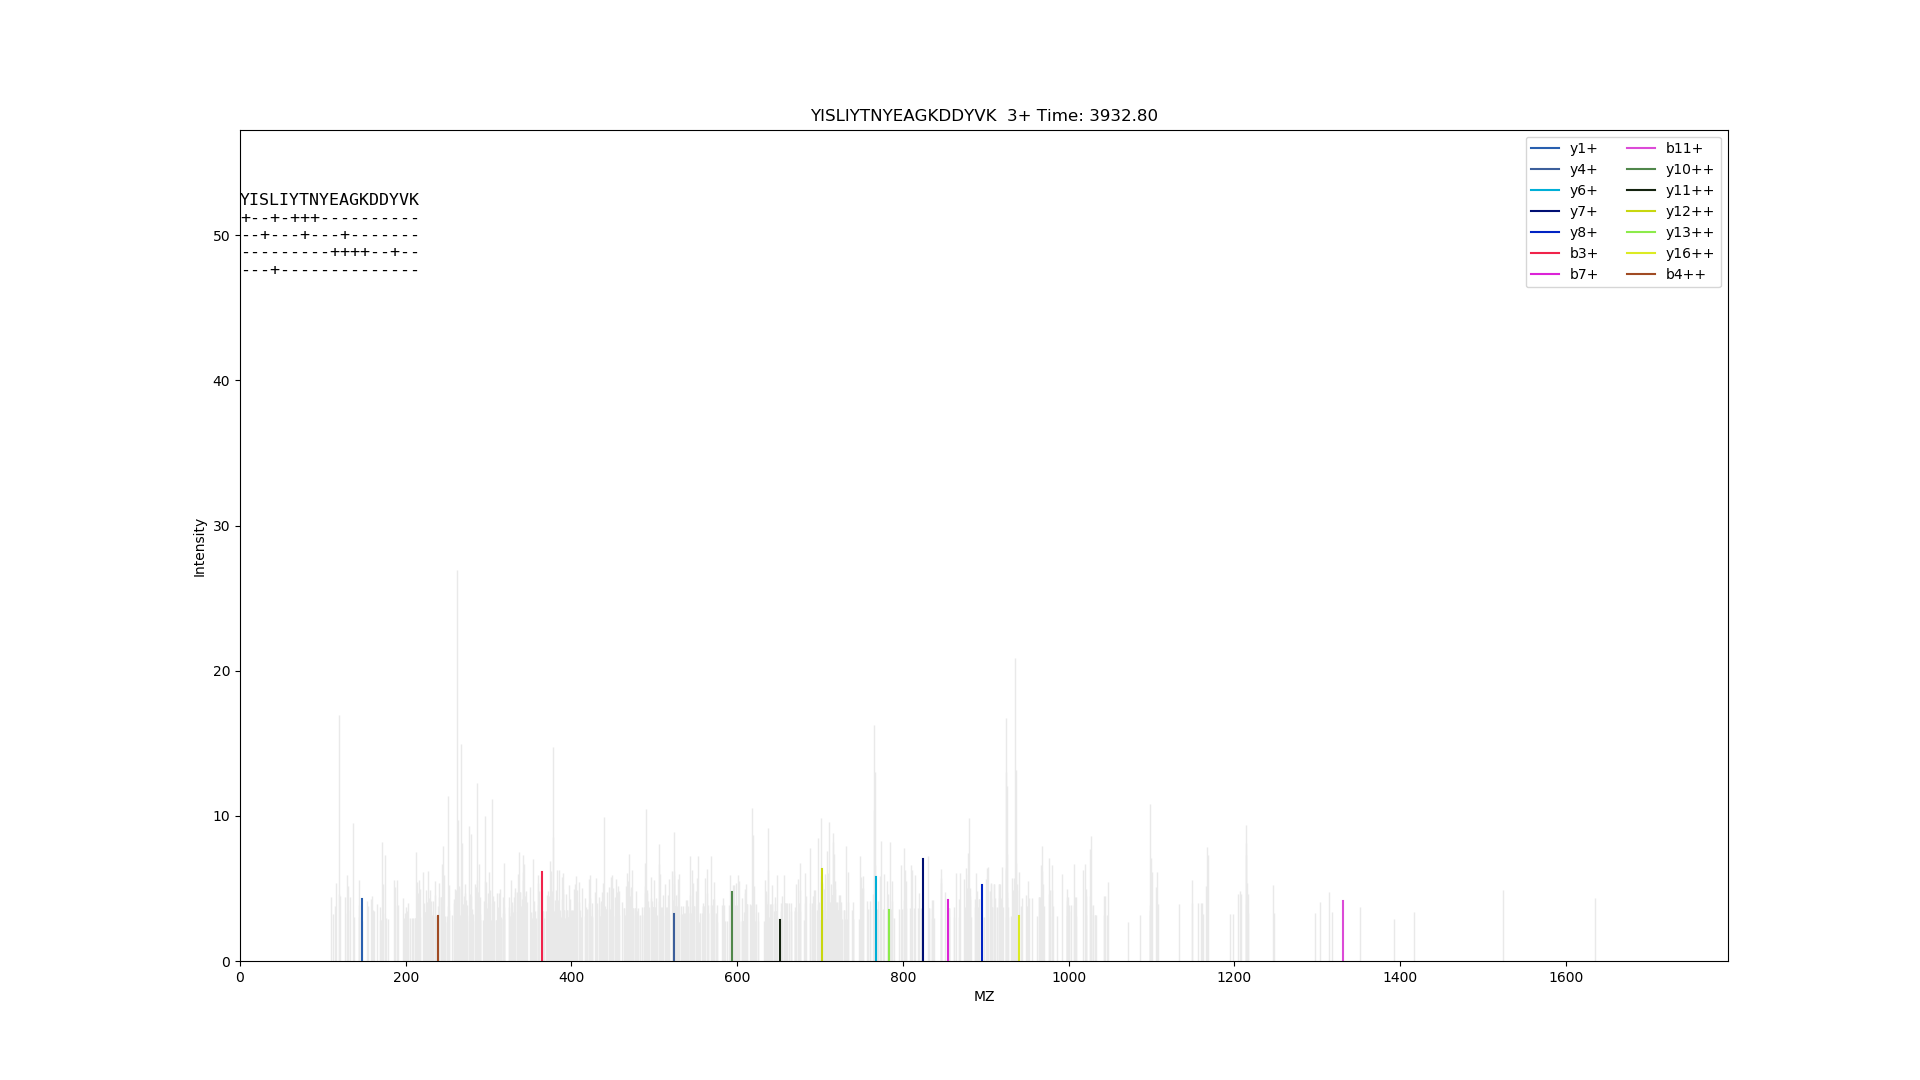 YISLIYTNYEAGKDDYVK  3+ Time: 3932.80
YISLIYTNYEAGKDDYVK
+--+-+++----------
--+---+---+-------
---------++++--+--
---+--------------
y1+
y4+
y6+
y7+
y8+
b3+
b7+
b11+
y10++
y11++
y12++
y13++
y16++
b4++
50
40
30
20
10
0
Intensity
0 200 400 600 800 1000 1200 1400 1600
MZ